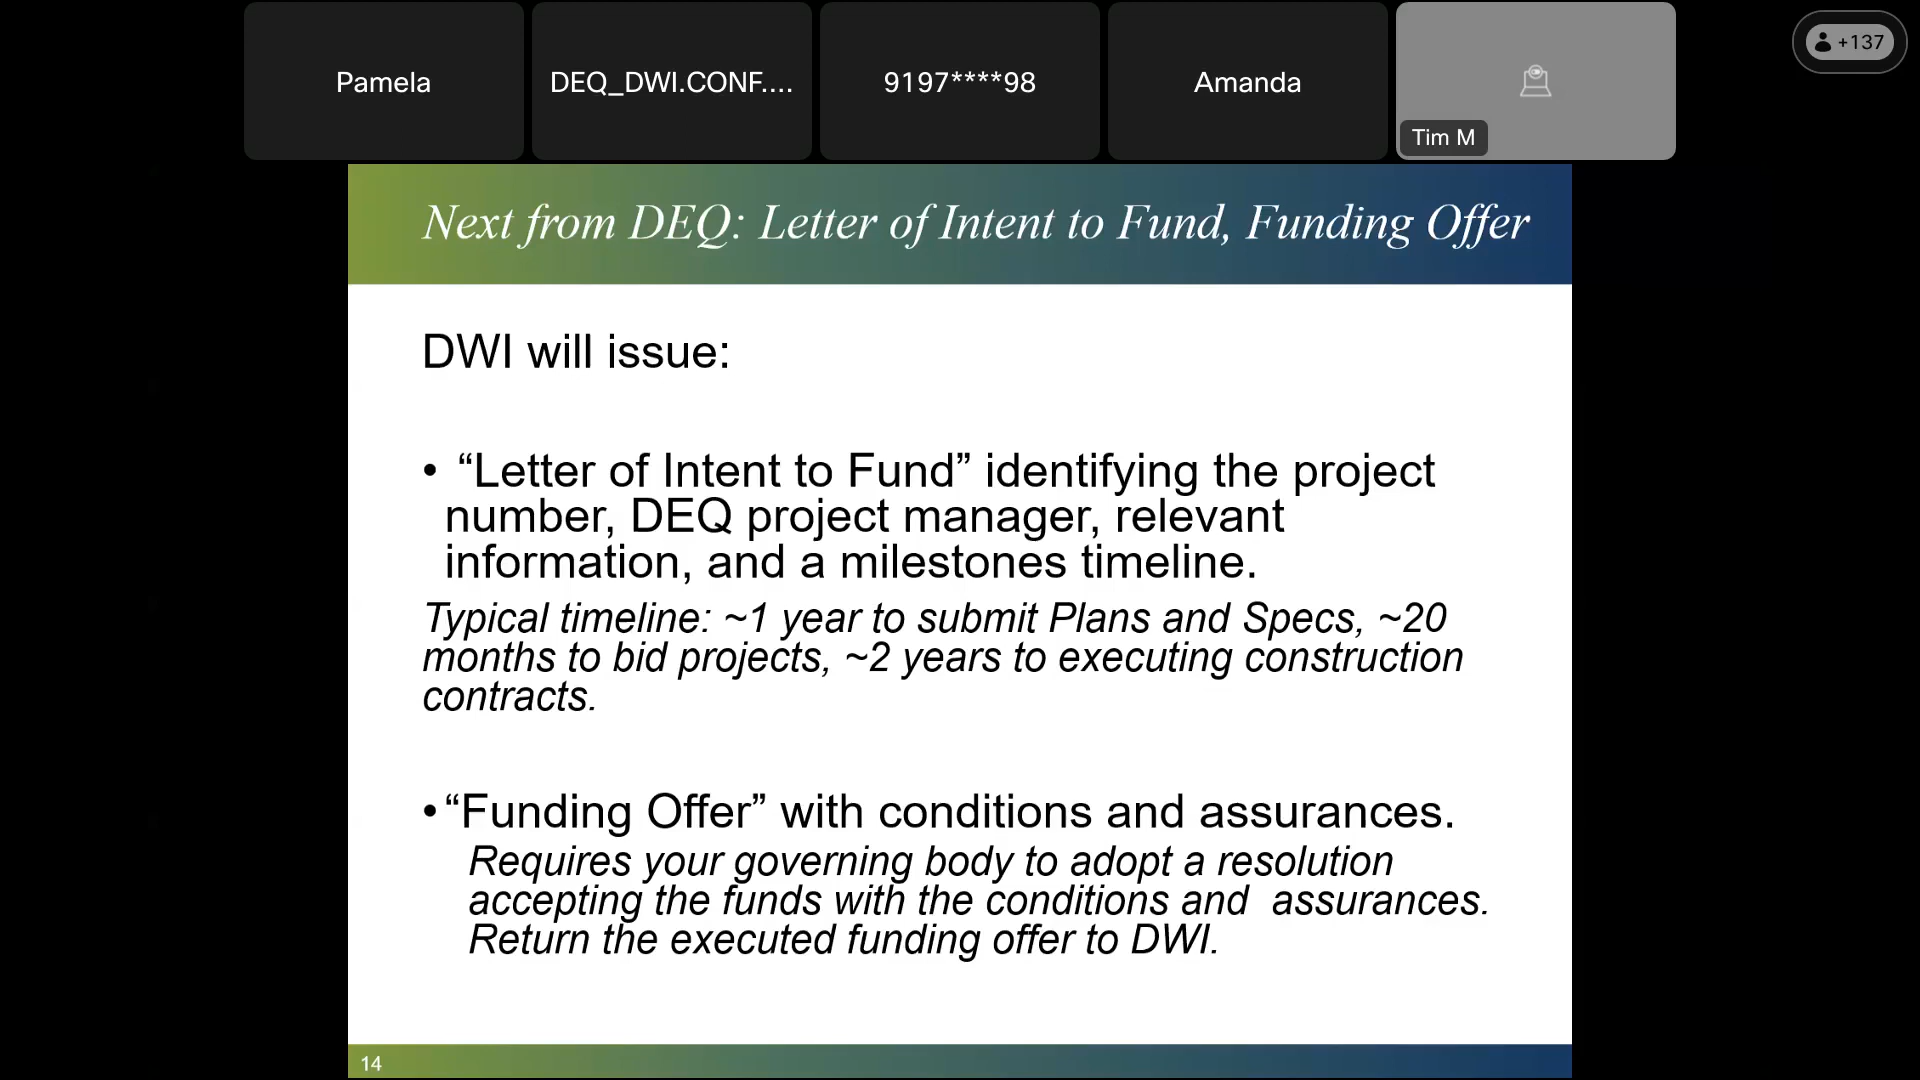 Pamela
DEQ_DWI.CONF....
9197****98
Amanda
Tim M
+137
Next from DEQ: Letter of Intent to Fund, Funding Offer
DWI will issue:
• “Letter of Intent to Fund” identifying the project
number, DEQ project manager, relevant
information, and a milestones timeline.
Typical timeline: ~1 year to submit Plans and Specs, ~20
months to bid projects, ~2 years to executing construction
contracts.
• “Funding Offer” with conditions and assurances.
Requires your governing body to adopt a resolution
accepting the funds with the conditions and  assurances.
Return the executed funding offer to DWI.
14